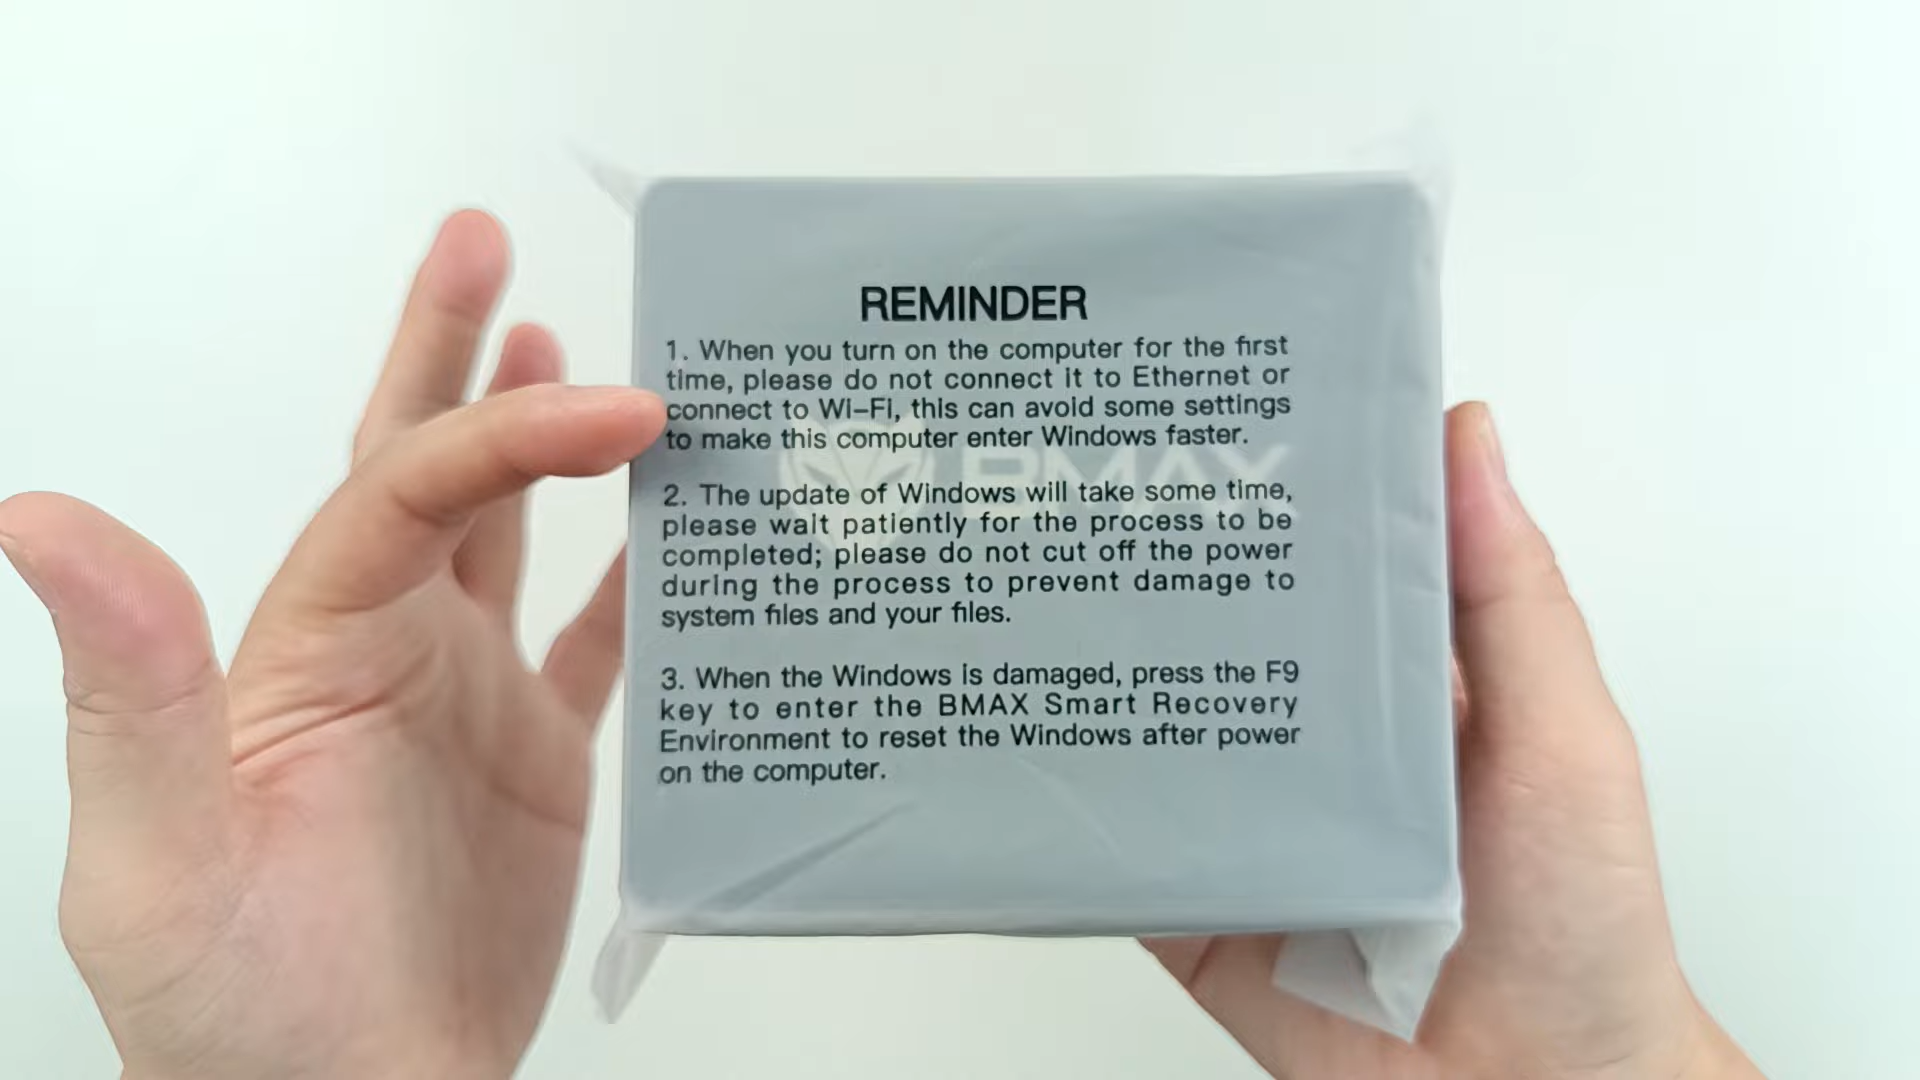 REMINDER
1. When you turn on the computer for the first
time, please do not connect it to Ethernet or
connect to Wi-Fi, this can avoid some settings
to make this computer enter Windows faster.
BMAX
2. The update of Windows will take some time,
please wait patiently for the process to be
completed; please do not cut off the power
during the process to prevent damage to
system files and your files.
3. When the Windows is damaged, press the F9
key to enter the BMAX Smart Recovery
Environment to reset the Windows after power
on the computer.